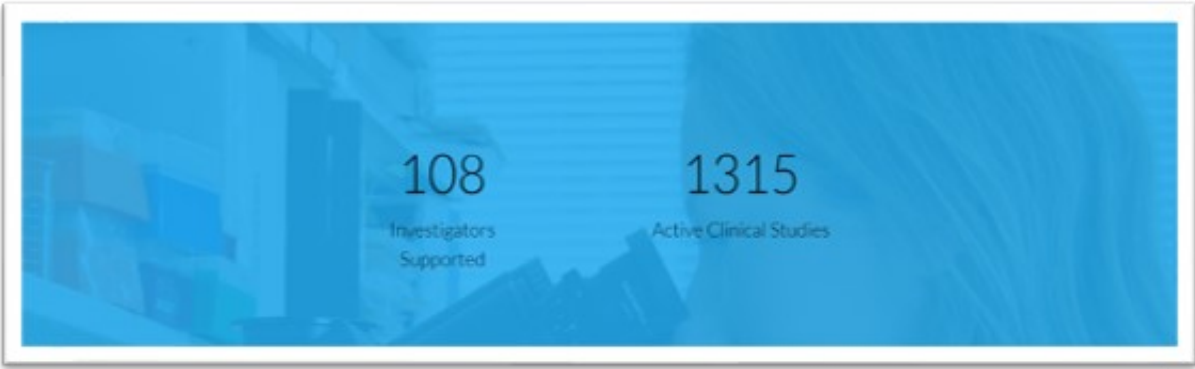 108
Investigators
Supported
1315
Active Clinical Studies